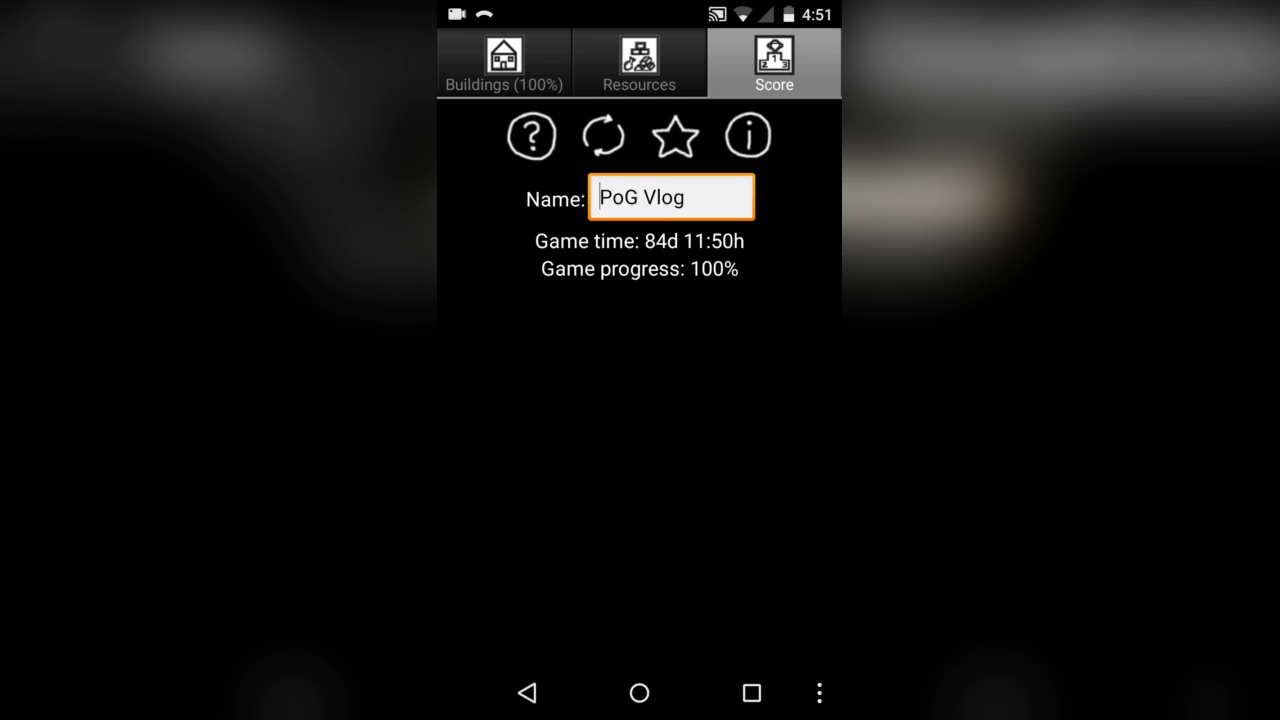 4:51
Buildings (100%)
Resources
Score
Name: PoG Vlog
Game time: 84d 11:50h
Game progress: 100%